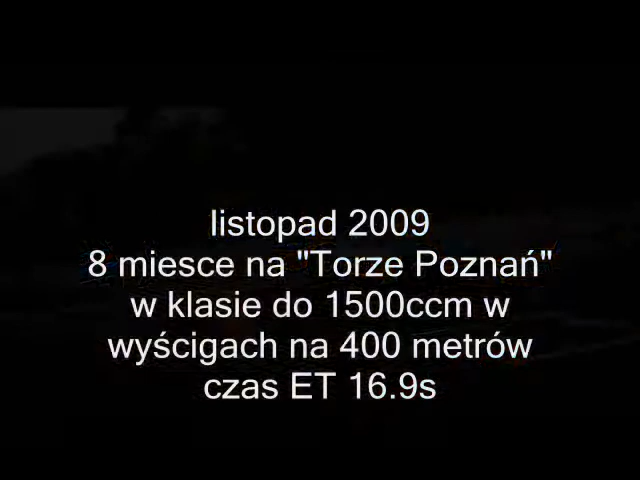 listopad 2009
8 miesce na "Torze Poznań"
w klasie do 1500ccm w
wyścigach na 400 metrów
czas ET 16.9s